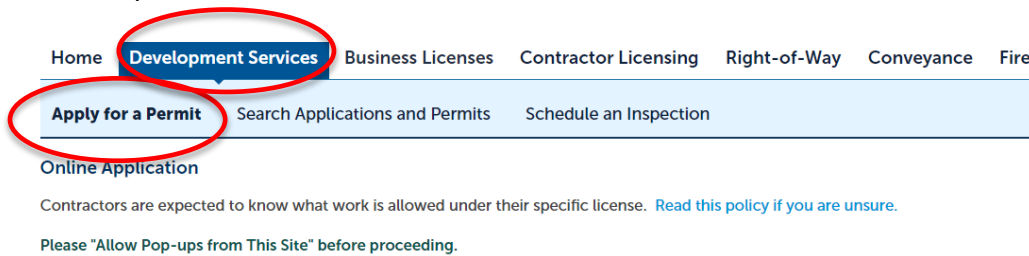 Home Development Services Business Licenses Contractor Licensing Right-of-Way Conveyance Fire
Apply for a Permit Search Applications and Permits Schedule an Inspection
Online Application
Contractors are expected to know what work is allowed under their specific license. Read this policy if you are unsure.
Please "Allow Pop-ups from This Site" before proceeding.